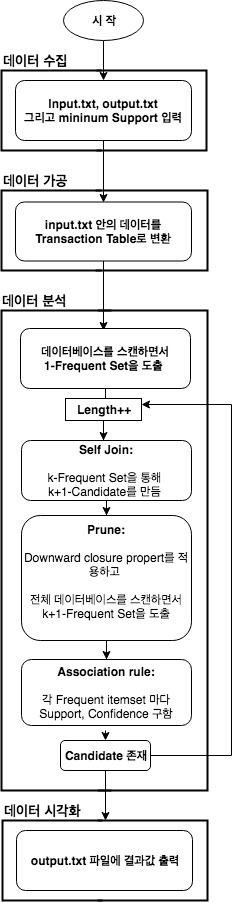 시 작
데이터 수집
Input.txt, output.txt
그리고 mininum Support 입력
데이터 가공
input.txt 안의 데이터를
Transaction Table로 변환
데이터 분석
데이터베이스를 스캔하면서
1-Frequent Set을 도출
Length++
Self Join:
k-Frequent Set을 통해
k+1-Candidate를 만듬
Prune:
Downward closure propert를 적
용하고
전체 데이터베이스를 스캔하면서
k+1-Frequent Set을 도출
Association rule:
각 Frequent itemset 마다
Support, Confidence 구함
Candidate 존재
데이터 시각화
output.txt 파일에 결과값 출력